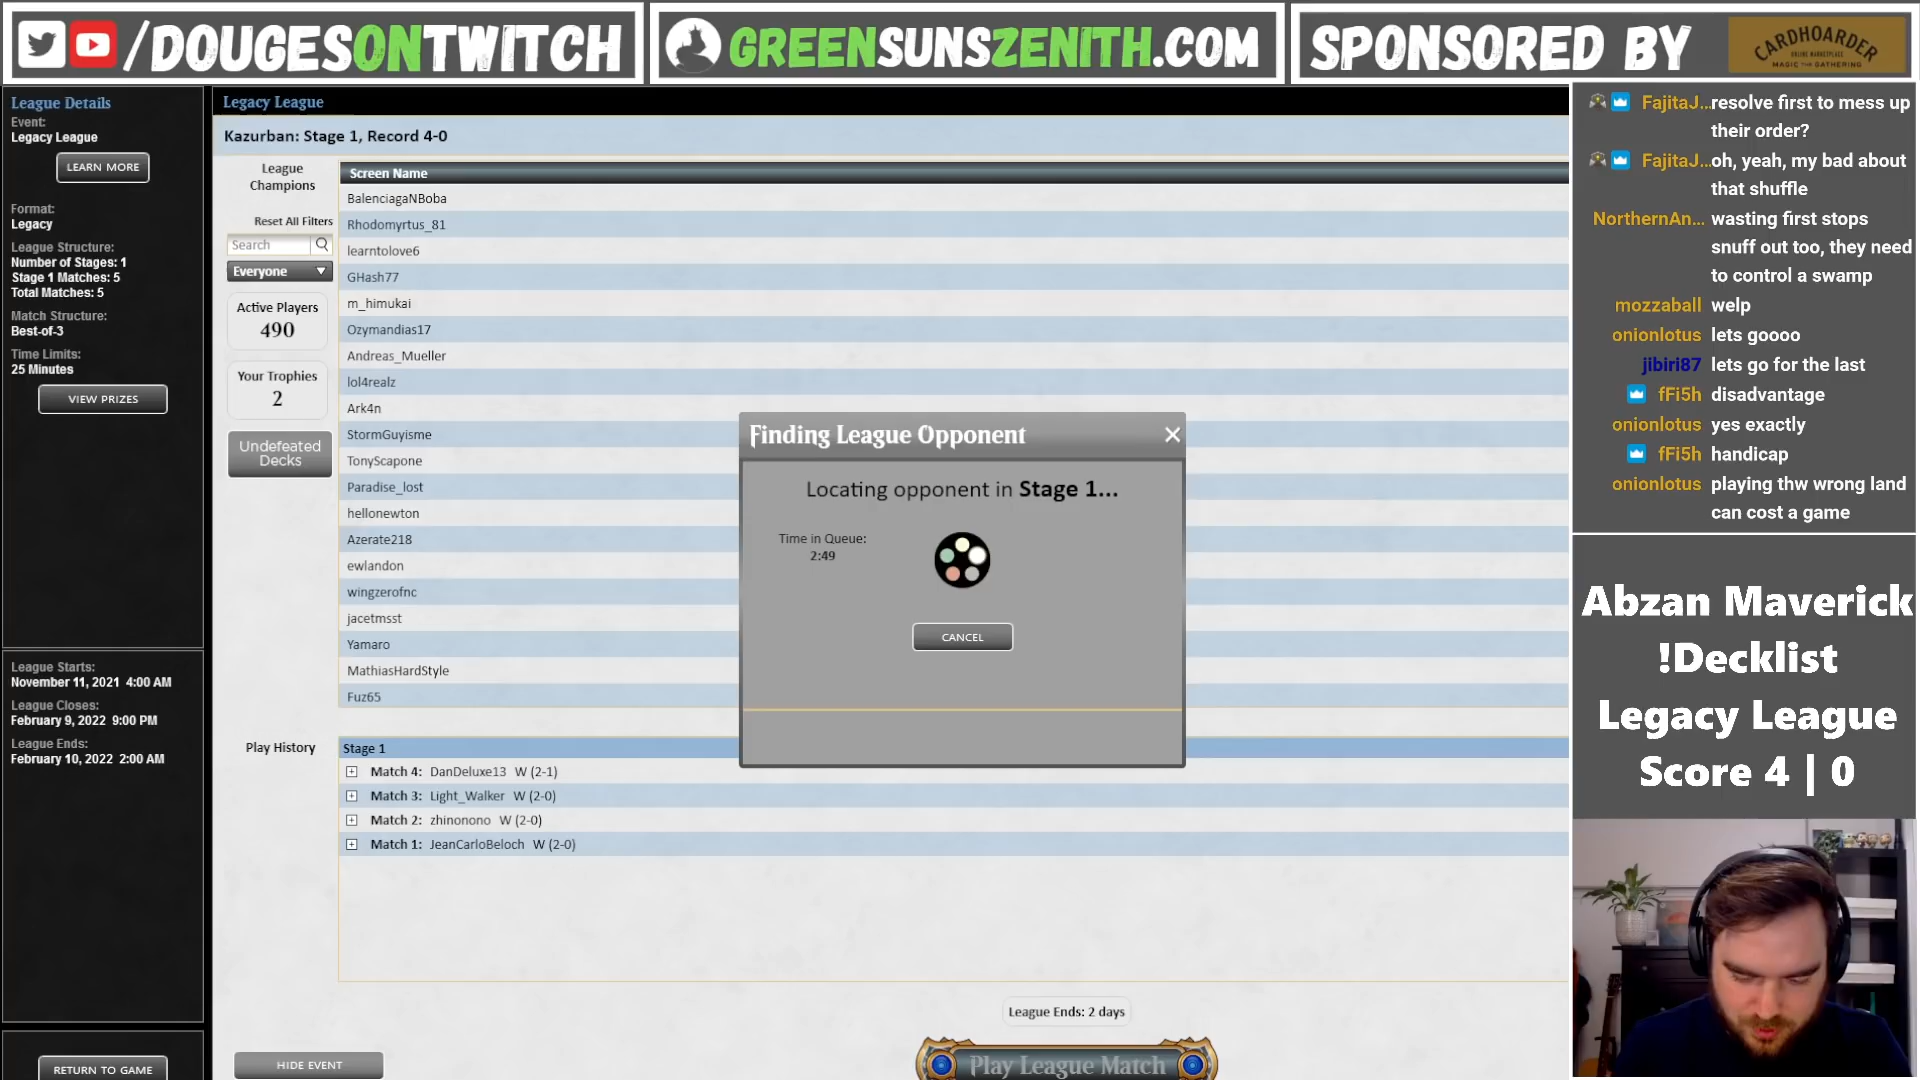 /DOUGESONTWITCH
GREENSUNSZENITH.COM
SPONSORED BY
CARDHOARDER
ONLINE MARKETPLACE
MAGIC THE GATHERING
League Details
Event:
Legacy League
LEARN MORE
Format:
Legacy
League Structure:
Number of Stages: 1
Stage 1 Matches: 5
Total Matches: 5
Match Structure:
Best-of-3
Time Limits:
25 Minutes
VIEW PRIZES
League Starts:
November 11, 2021 4:00 AM
League Closes:
February 9, 2022 9:00 PM
League Ends:
February 10, 2022 2:00 AM
RETURN TO GAME
Legacy League
Kazurban: Stage 1, Record 4-0
League
Champions
Reset All Filters
Search
Everyone
Active Players
490
Your Trophies
2
Undefeated
Decks
Screen Name
BalenciagaNBoba
Rhodomyrtus_81
learntolove6
GHash77
m_himukai
Ozymandias17
Andreas_Mueller
lol4realz
Ark4n
StormGuyisme
TonyScapone
Paradise_lost
hellonewton
Azerate218
ewlandon
wingzerofnc
jacetmsst
Yamaro
MathiasHardStyle
Fuz65
Finding League Opponent
Locating opponent in Stage 1...
Time in Queue:
2:49
CANCEL
Play History
Stage 1
Match 4: DanDeluxe13 W (2-1)
Match 3: Light_Walker W (2-0)
Match 2: zhinonono W (2-0)
Match 1: JeanCarloBeloch W (2-0)
League Ends: 2 days
HIDE EVENT
Play League Match
FajitaJ... resolve first to mess up
their order?
FajitaJ... oh, yeah, my bad about
that shuffle
NorthernAn... wasting first stops
snuff out too, they need
to control a swamp
mozzaball welp
onionlotus lets goooo
jibiri87 lets go for the last
fFi5h disadvantage
onionlotus yes exactly
fFi5h handicap
onionlotus playing thw wrong land
can cost a game
Abzan Maverick
!Decklist
Legacy League
Score 4 | 0